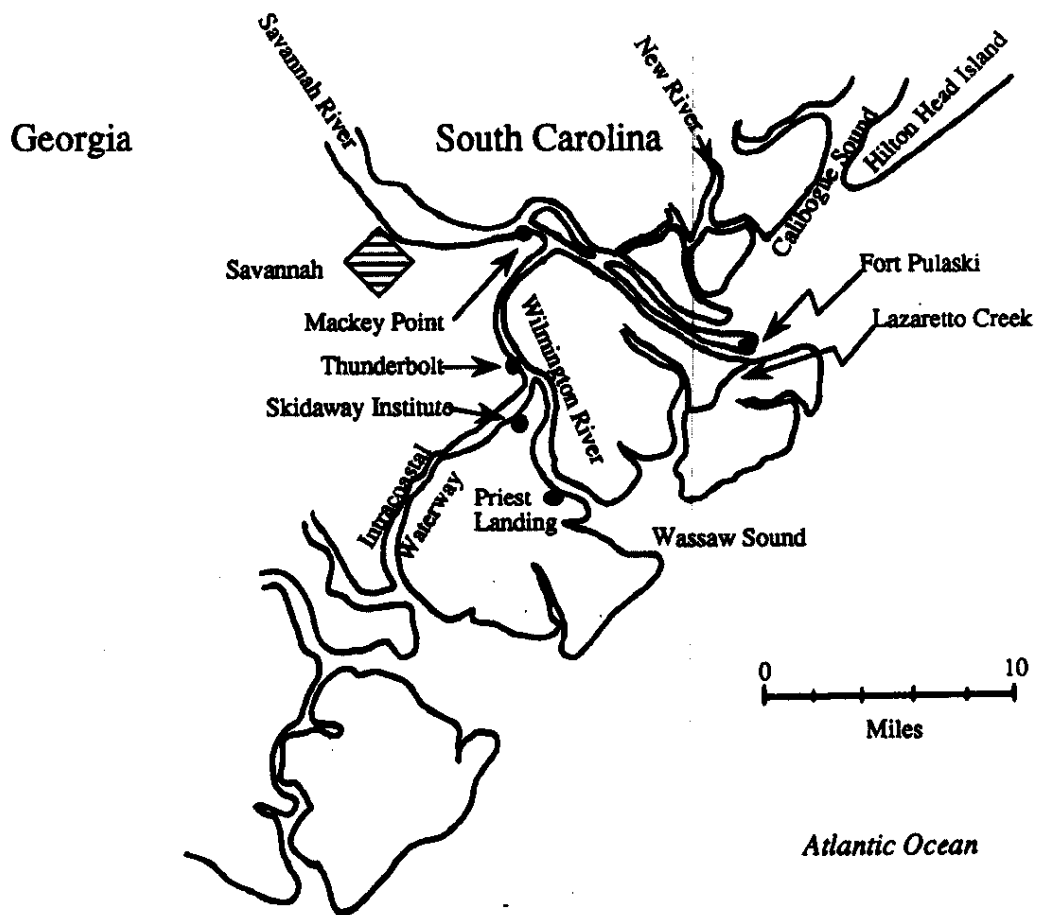 Savannah River
New River
Hilton Head Island
Georgia
South Carolina
Calibogue Sound
Savannah
Fort Pulaski
Mackey Point
Lazaretto Creek
Wilmington River
Thunderbolt
Skidaway Institute
Intracoastal
Waterway
Priest
Landing
Wassaw Sound
0
10
Miles
Atlantic Ocean